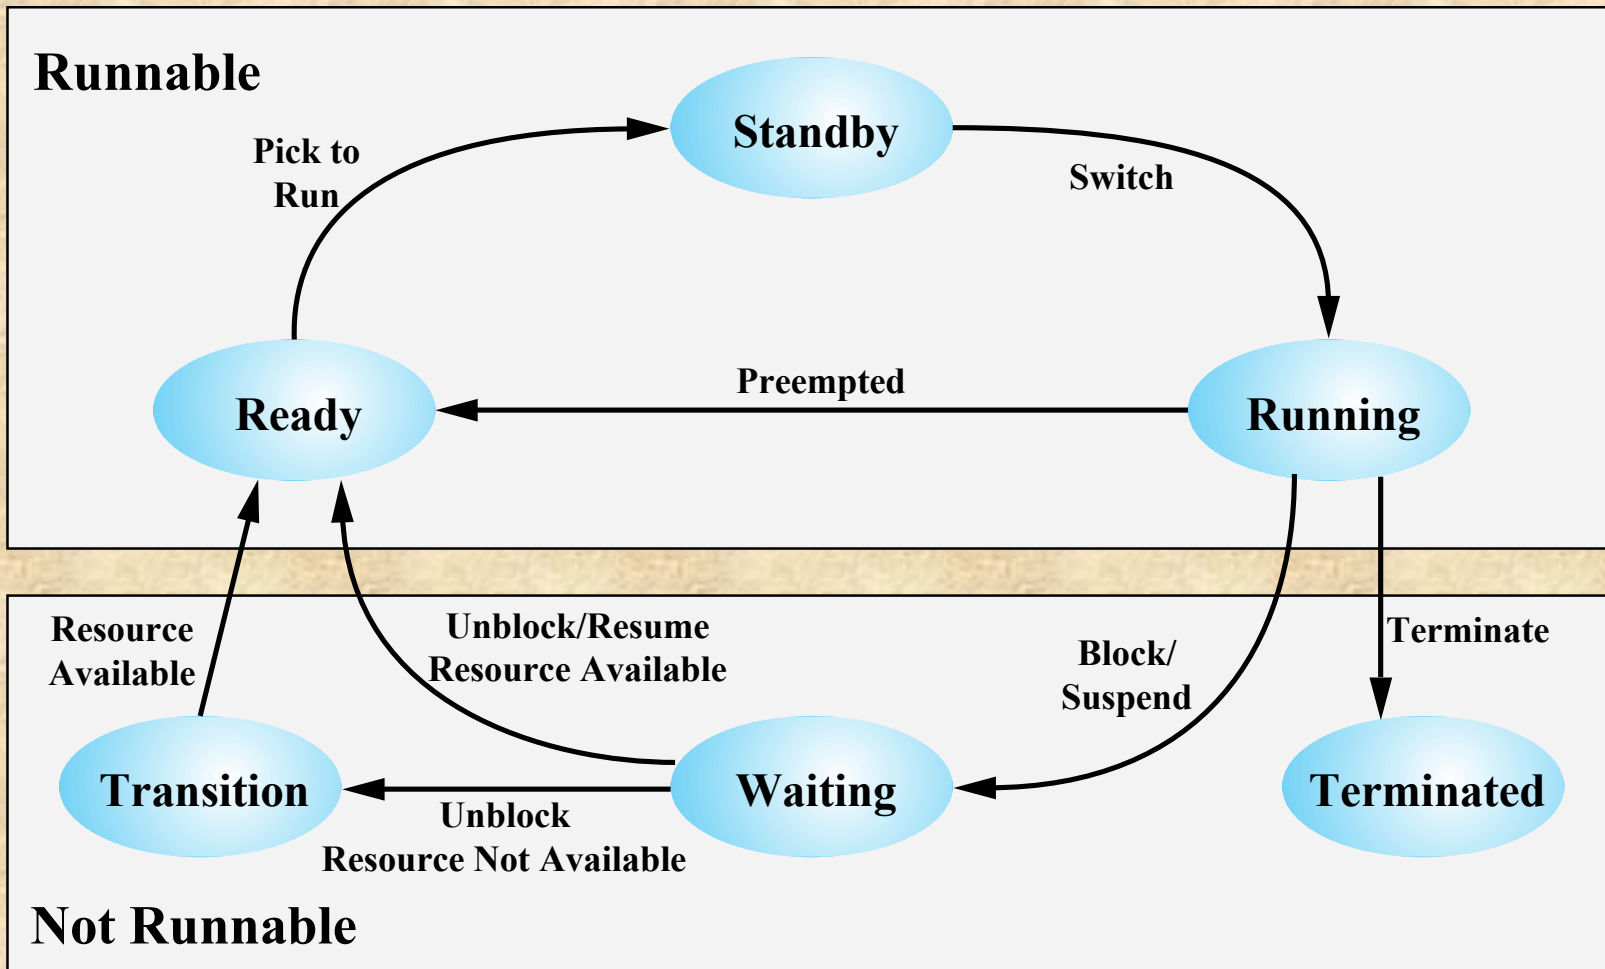 Runnable
Standby
Pick to
Run
Switch
Preempted
Ready
Running
Resource
Available
Unblock/Resume
Resource Available
Block/
Suspend
Terminate
Transition
Waiting
Terminated
Unblock
Resource Not Available
Not Runnable